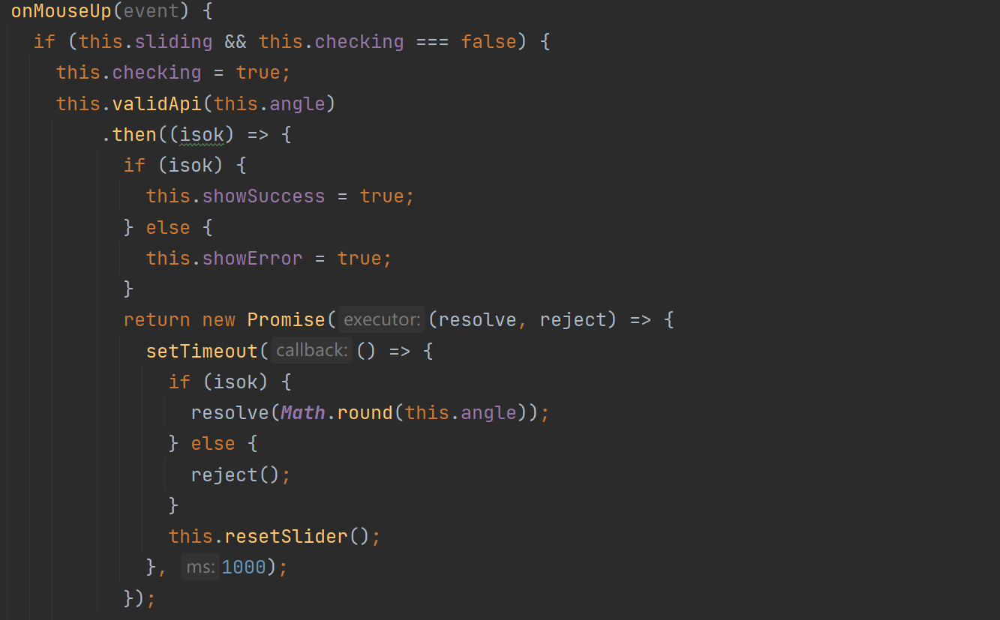 onMouseUp(event) {
if (this.sliding && this.checking === false) {
this.checking = true;
this.validApi(this.angle)
.then((isok) => {
if (isok) {
this.showSuccess = true;
} else {
this.showError = true;
}
return new Promise( executor: (resolve, reject) => {
setTimeout( callback: () => {
if (isok) {
resolve(Math.round(this.angle));
} else {
reject();
}
this.resetSlider();
}, ms: 1000);
});